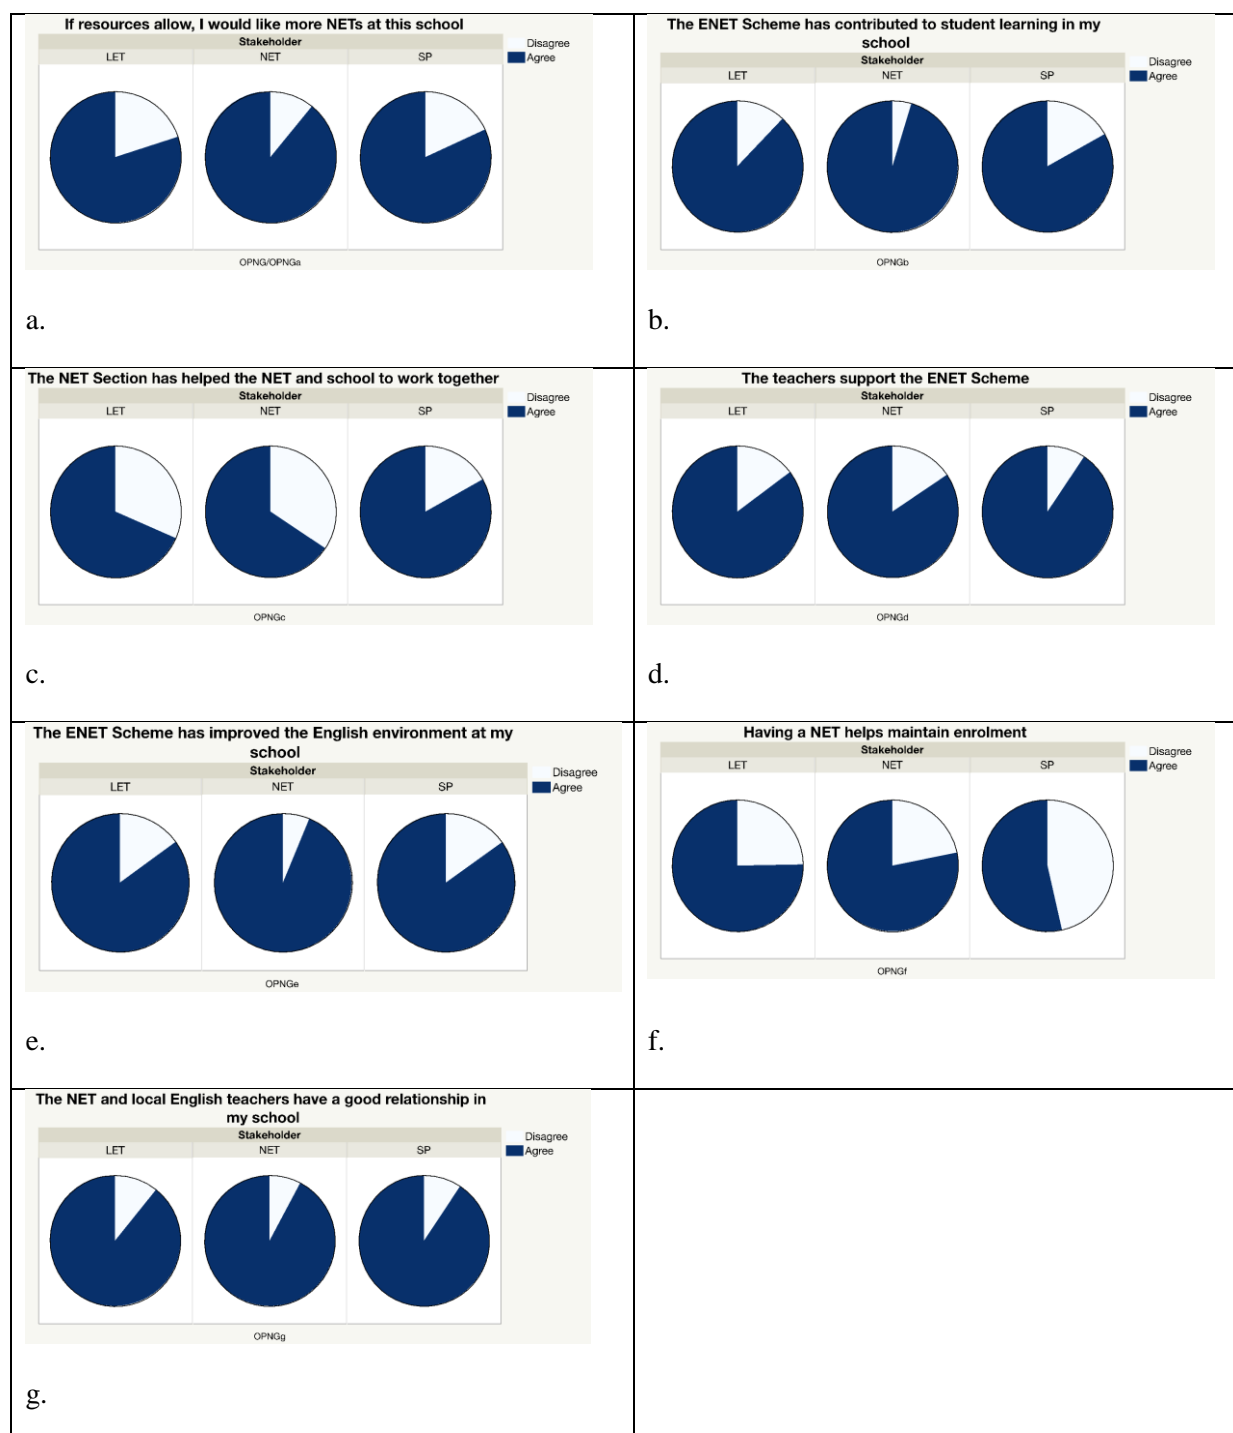 If resources allow, I would like more NETs at this school
Stakeholder
Disagree
Agree
LET NET SP
OPNG/OPNGa
a.
The ENET Scheme has contributed to student learning in my
school
Stakeholder
Disagree
Agree
LET NET SP
OPNGb
b.
The NET Section has helped the NET and school to work together
Stakeholder
Disagree
Agree
LET NET SP
OPNGc
c.
The teachers support the ENET Scheme
Stakeholder
Disagree
Agree
LET NET SP
OPNGd
d.
The ENET Scheme has improved the English environment at my
school
Stakeholder
Disagree
Agree
LET NET SP
OPNGe
e.
Having a NET helps maintain enrolment
Stakeholder
Disagree
Agree
LET NET SP
OPNGf
f.
The NET and local English teachers have a good relationship in
my school
Stakeholder
Disagree
Agree
LET NET SP
OPNGg
g.